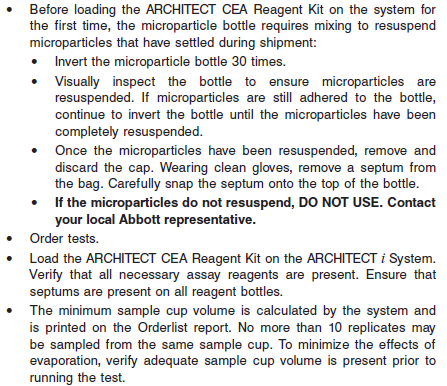 • Before loading the ARCHITECT CEA Reagent Kit on the system for
the first time, the microparticle bottle requires mixing to resuspend
microparticles that have settled during shipment:
• Invert the microparticle bottle 30 times.
• Visually inspect the bottle to ensure microparticles are
resuspended. If microparticles are still adhered to the bottle,
continue to invert the bottle until the microparticles have been
completely resuspended.
• Once the microparticles have been resuspended, remove and
discard the cap. Wearing clean gloves, remove a septum from
the bag. Carefully snap the septum onto the top of the bottle.
• If the microparticles do not resuspend, DO NOT USE. Contact
your local Abbott representative.
• Order tests.
• Load the ARCHITECT CEA Reagent Kit on the ARCHITECT i System.
Verify that all necessary assay reagents are present. Ensure that
septums are present on all reagent bottles.
• The minimum sample cup volume is calculated by the system and
is printed on the Orderlist report. No more than 10 replicates may
be sampled from the same sample cup. To minimize the effects of
evaporation, verify adequate sample cup volume is present prior to
running the test.